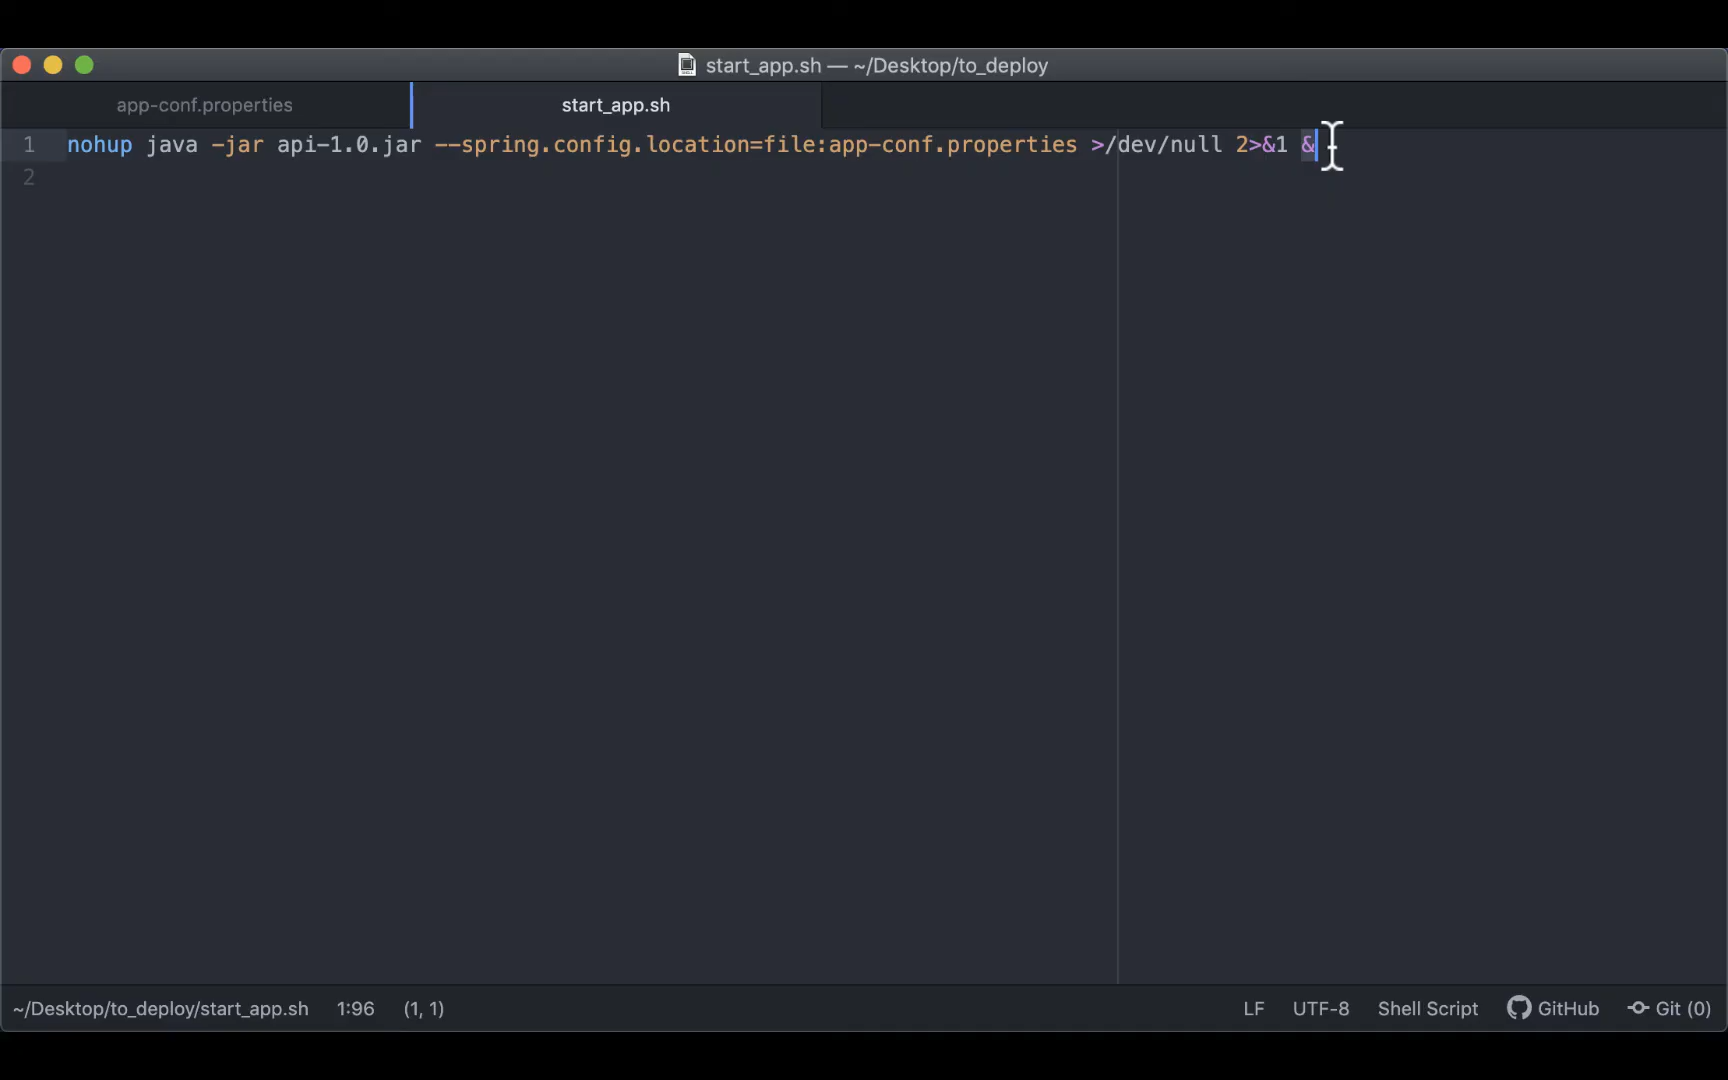 start_app.sh — ~/Desktop/to_deploy
app-conf.properties
start_app.sh
1 nohup java -jar api-1.0.jar --spring.config.location=file:app-conf.properties >/dev/null 2>&1 &
2
~/Desktop/to_deploy/start_app.sh 1:96 (1, 1) LF UTF-8 Shell Script GitHub Git (0)